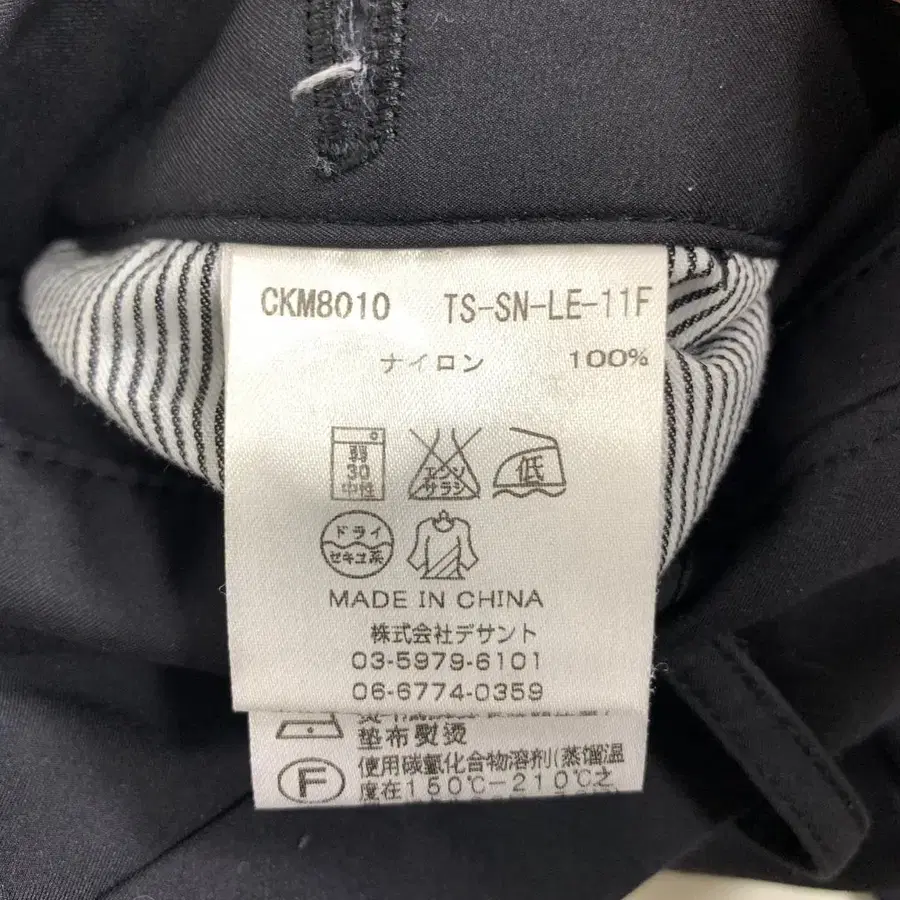 CKM8010 TS-SN-LE-11F
ナイロン 100%
弱
30
中性
エンソ
サラシ
低
ドライ
セキユ系
MADE IN CHINA
株式会社デサント
03-5979-6101
06-6774-0359
垫布熨烫
F
使用碳氢化合物溶剂(蒸馏温
度在150℃-210℃之